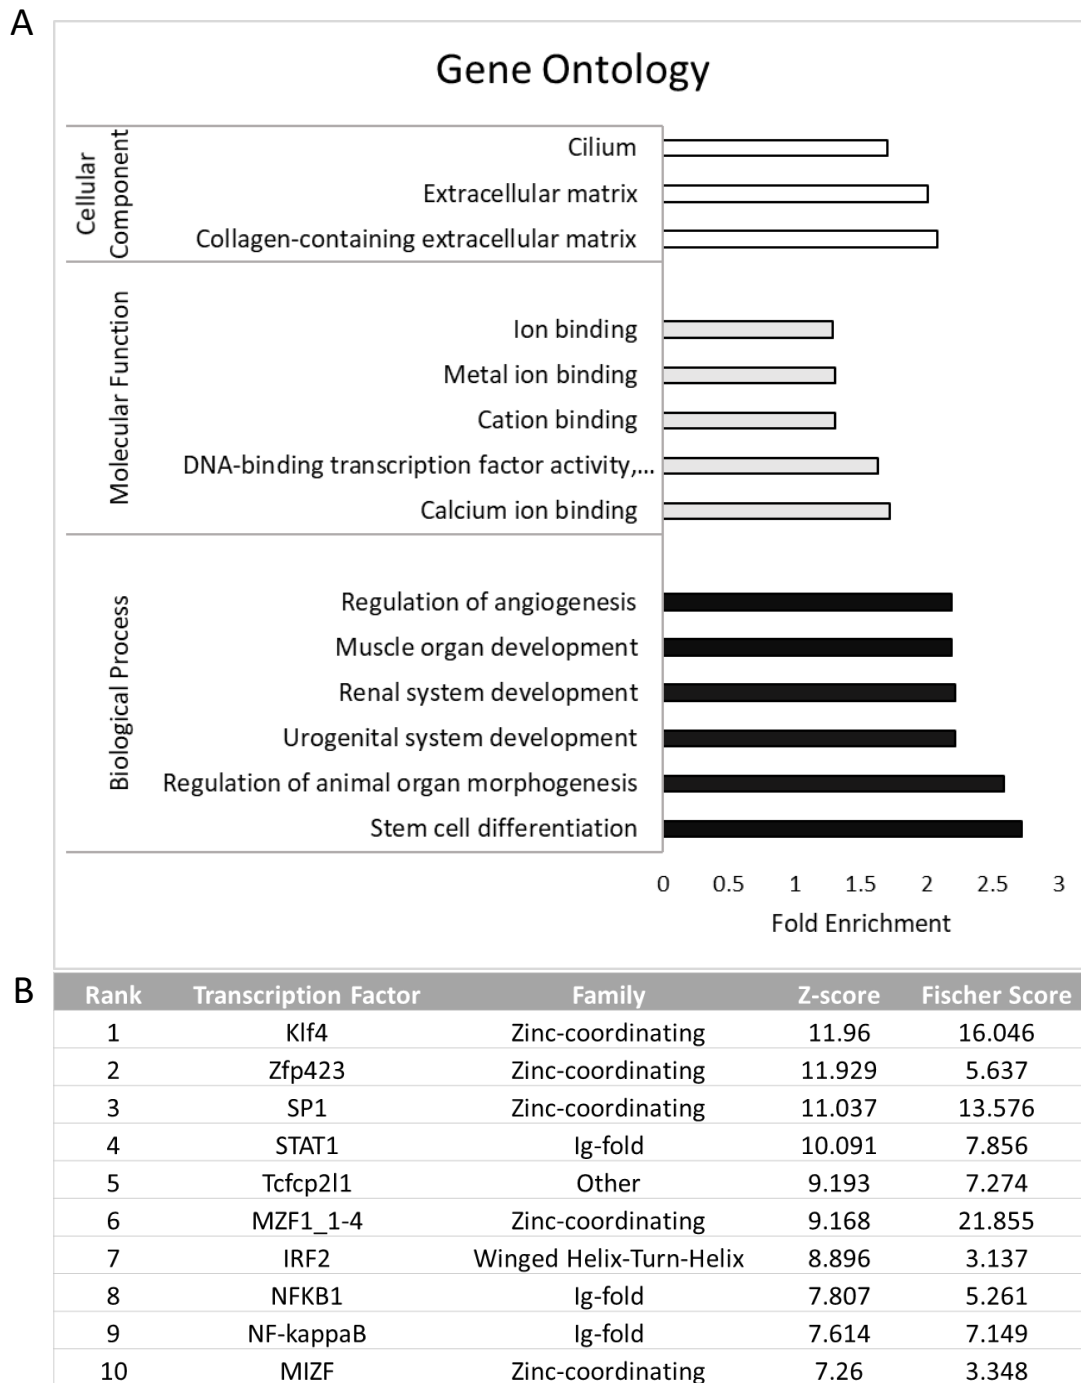 A
Gene Ontology
Cellular
Component
Cilium
Extracellular matrix
Collagen-containing extracellular matrix
Molecular Function
Ion binding
Metal ion binding
Cation binding
DNA-binding transcription factor activity,...
Calcium ion binding
Biological Process
Regulation of angiogenesis
Muscle organ development
Renal system development
Urogenital system development
Regulation of animal organ morphogenesis
Stem cell differentiation
0 0.5 1 1.5 2 2.5 3
Fold Enrichment
B
Rank Transcription Factor Family Z-score Fischer Score
1 Klf4 Zinc-coordinating 11.96 16.046
2 Zfp423 Zinc-coordinating 11.929 5.637
3 SP1 Zinc-coordinating 11.037 13.576
4 STAT1 Ig-fold 10.091 7.856
5 Tcfcp2l1 Other 9.193 7.274
6 MZF1_1-4 Zinc-coordinating 9.168 21.855
7 IRF2 Winged Helix-Turn-Helix 8.896 3.137
8 NFKB1 Ig-fold 7.807 5.261
9 NF-kappaB Ig-fold 7.614 7.149
10 MIZF Zinc-coordinating 7.26 3.348